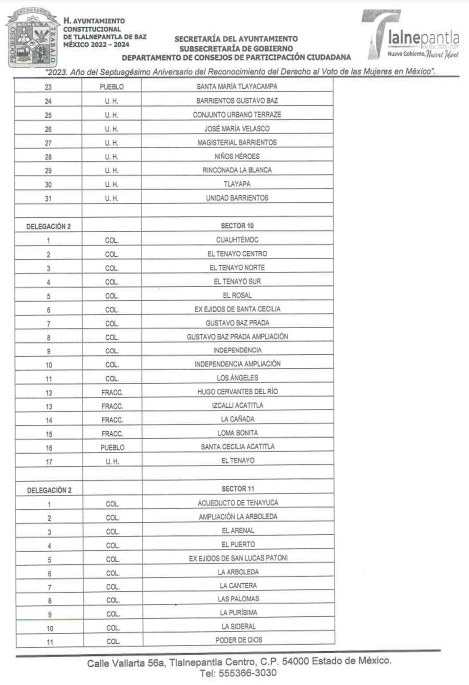 H. AYUNTAMIENTO
CONSTITUCIONAL
DE TLALNEPANTLA DE BAZ
MÉXICO 2022 – 2024
SECRETARÍA DEL AYUNTAMIENTO
SUBSECRETARÍA DE GOBIERNO
DEPARTAMENTO DE CONSEJOS DE PARTICIPACIÓN CIUDADANA
Tlalnepantla
Nuevo Gobierno,
"2023. Año del Septuagésimo Aniversario del Reconocimiento del Derecho al Voto de las Mujeres en México".
23 PUEBLO SANTA MARÍA TLAYACAMPA
24 U. H. BARRIENTOS GUSTAVO BAZ
25 U. H. CONJUNTO URBANO TERRAZE
26 U. H. JOSÉ MARÍA VELASCO
27 U. H. MAGISTERIAL BARRIENTOS
28 U. H. NIÑOS HÉROES
29 U. H. RINCONADA LA BLANCA
30 U. H. TLAYAPA
31 U. H. UNIDAD BARRIENTOS
DELEGACIÓN 2 SECTOR 10
1 COL. CUAUHTÉMOC
2 COL. EL TENAYO CENTRO
3 COL. EL TENAYO NORTE
4 COL. EL TENAYO SUR
5 COL. EL ROSAL
6 COL. EX EJIDOS DE SANTA CECILIA
7 COL. GUSTAVO BAZ PRADA
8 COL. GUSTAVO BAZ PRADA AMPLIACIÓN
9 COL. INDEPENDENCIA
10 COL. INDEPENDENCIA AMPLIACIÓN
11 COL. LOS ÁNGELES
12 FRACC. HUGO CERVANTES DEL RÍO
13 FRACC. IZCALLI ACATITLA
14 FRACC. LA CAÑADA
15 FRACC. LOMA BONITA
16 PUEBLO SANTA CECILIA ACATITLA
17 U. H. EL TENAYO
DELEGACIÓN 2 SECTOR 11
1 COL. ACUEDUCTO DE TENAYUCA
2 COL. AMPLIACIÓN LA ARBOLEDA
3 COL. EL ARENAL
4 COL. EL PUERTO
5 COL. EX EJIDOS DE SAN LUCAS PATONI
6 COL. LA ARBOLEDA
7 COL. LA CANTERA
8 COL. LAS PALOMAS
9 COL. LA PURÍSIMA
10 COL. LA SIDERAL
11 COL. PODER DE DIOS
Calle Vallarta 56a, Tlalnepantla Centro, C.P. 54000 Estado de México.
Tel: 555366-3030